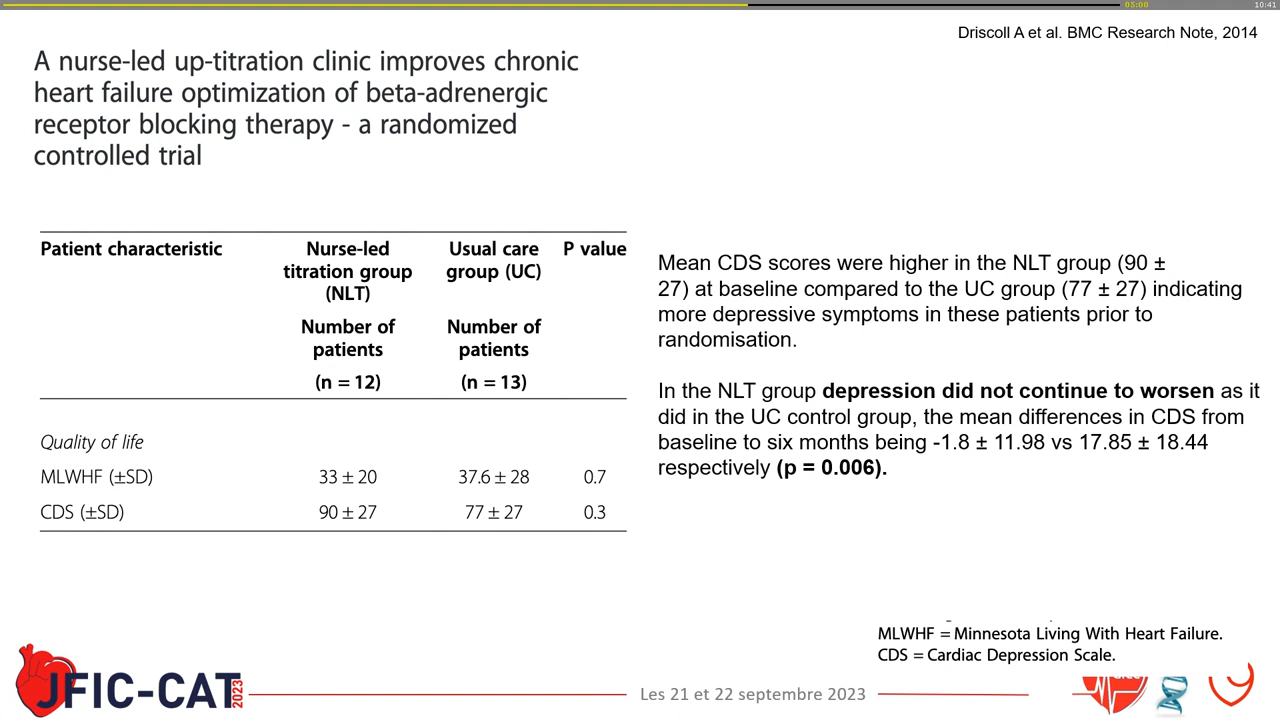 05:00
10:41
Driscoll A et al. BMC Research Note, 2014
A nurse-led up-titration clinic improves chronic
heart failure optimization of beta-adrenergic
receptor blocking therapy - a randomized
controlled trial
Patient characteristic Nurse-led titration group (NLT) Usual care group (UC) P value
Number of patients Number of patients
(n = 12) (n = 13)
Quality of life
MLWHF (±SD) 33 ± 20 37.6 ± 28 0.7
CDS (±SD) 90 ± 27 77 ± 27 0.3
Mean CDS scores were higher in the NLT group (90 ±
27) at baseline compared to the UC group (77 ± 27) indicating
more depressive symptoms in these patients prior to
randomisation.
In the NLT group depression did not continue to worsen as it
did in the UC control group, the mean differences in CDS from
baseline to six months being -1.8 ± 11.98 vs 17.85 ± 18.44
respectively (p = 0.006).
MLWHF = Minnesota Living With Heart Failure.
CDS = Cardiac Depression Scale.
JFIC-CAT 2023
Les 21 et 22 septembre 2023